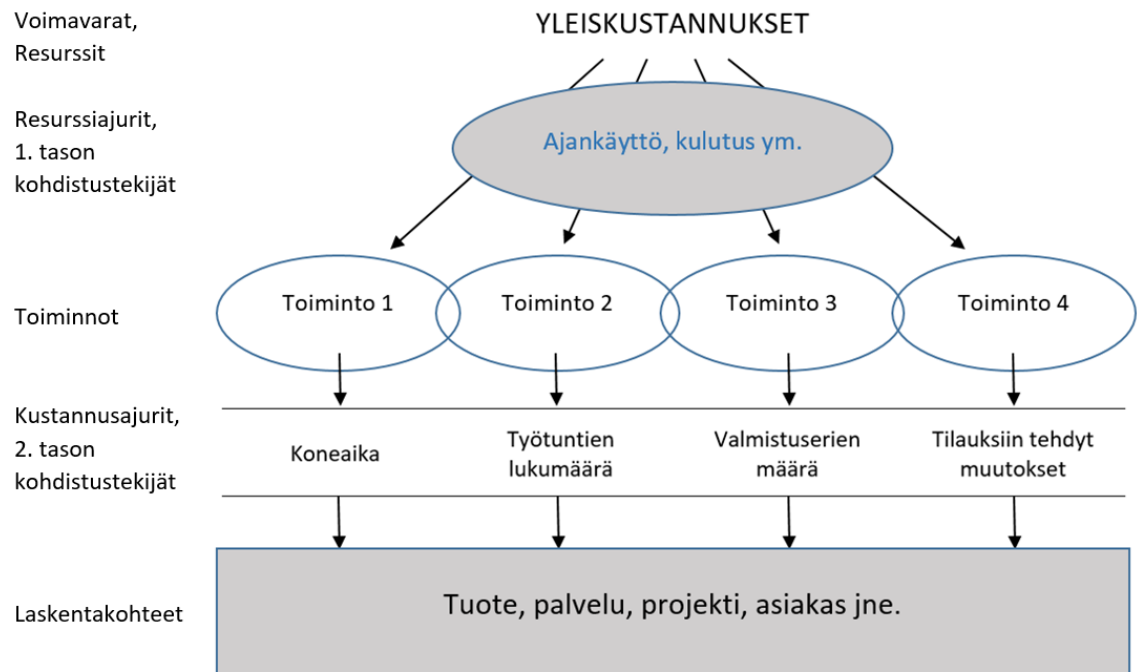 Voimavarat,
Resurssit
YLEISKUSTANNUKSET
Resurssiajurit,
1. tason
kohdistustekijät
Ajankäyttö, kulutus ym.
Toiminnot
Toiminto 1
Toiminto 2
Toiminto 3
Toiminto 4
Kustannusajurit,
2. tason
kohdistustekijät
Koneaika
Työtuntien
lukumäärä
Valmistuserien
määrä
Tilauksiin tehdyt
muutokset
Laskentakohteet
Tuote, palvelu, projekti, asiakas jne.